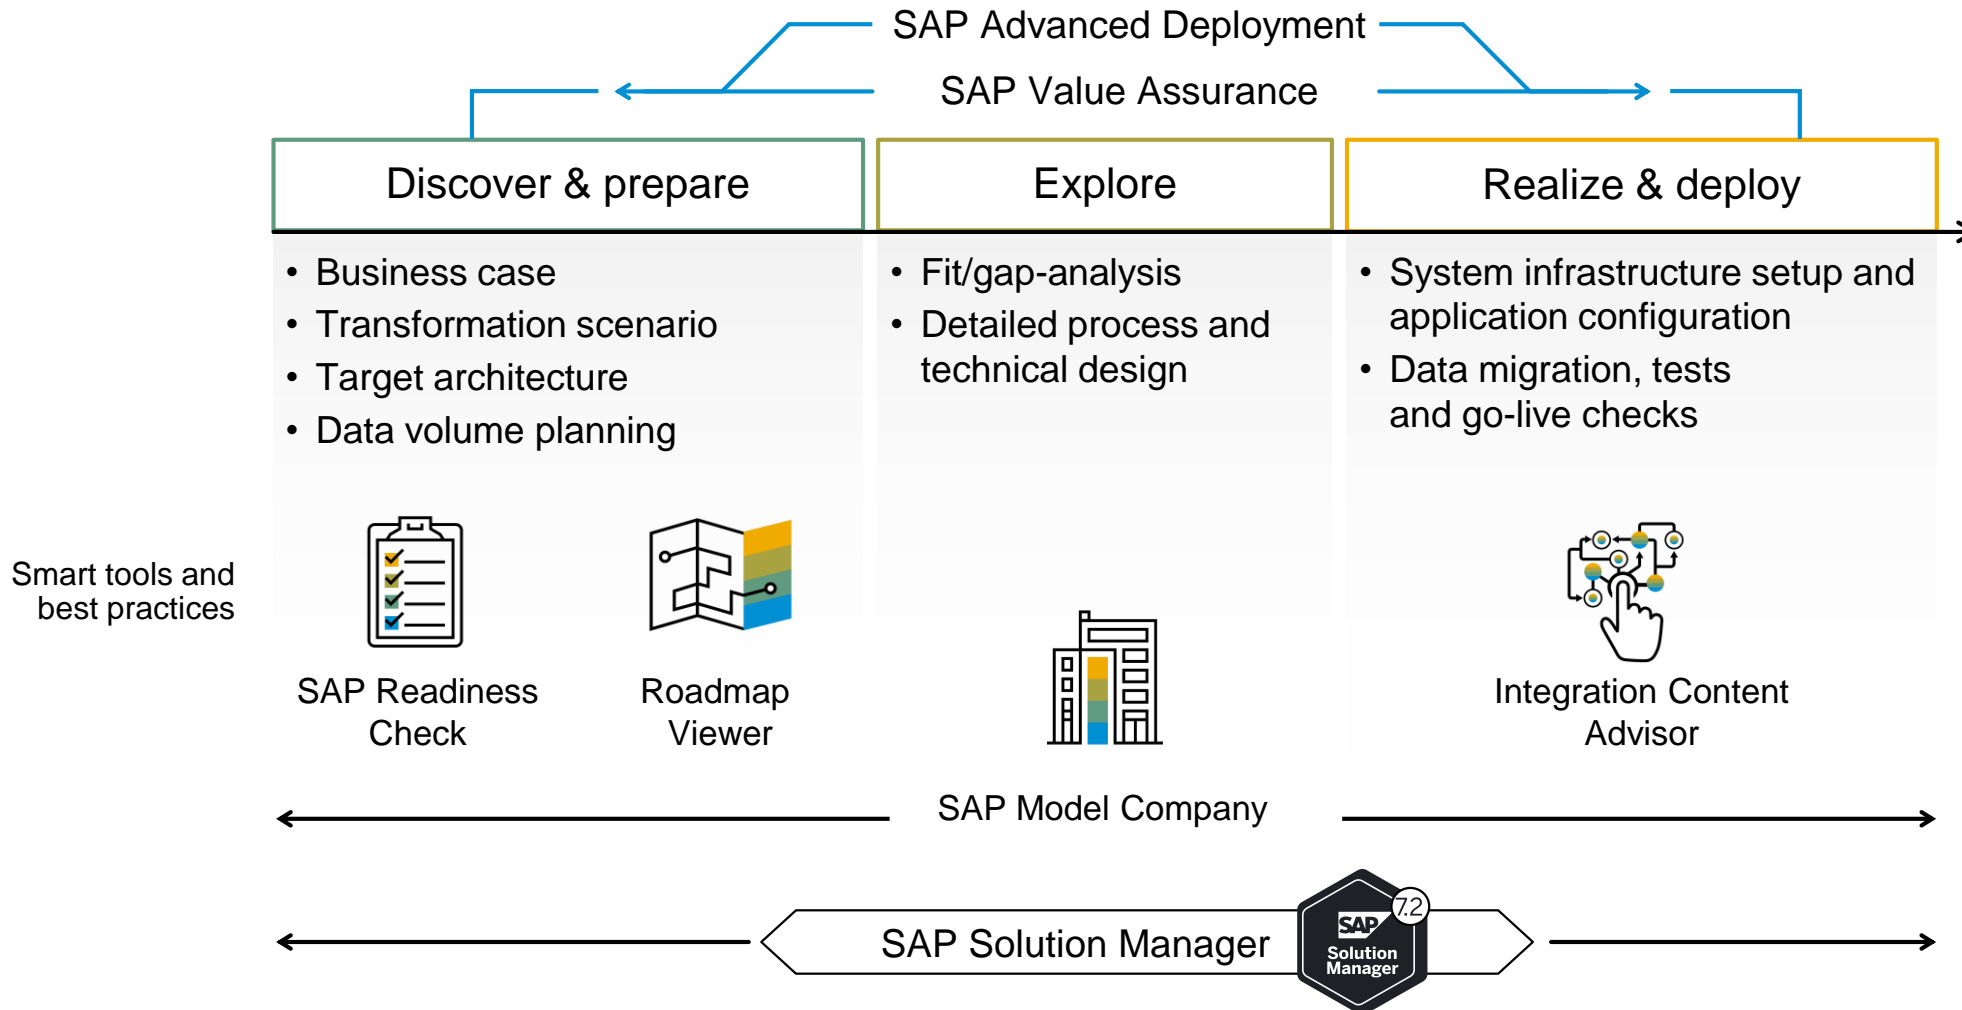 SAP Advanced Deployment
SAP Value Assurance
Discover & prepare
Explore
Realize & deploy
• Business case
• Transformation scenario
• Target architecture
• Data volume planning
• Fit/gap-analysis
• Detailed process and
technical design
• System infrastructure setup and
application configuration
• Data migration, tests
and go-live checks
Smart tools and
best practices
SAP Readiness
Check
Roadmap
Viewer
Integration Content
Advisor
SAP Model Company
SAP Solution Manager
7.2
SAP
Solution
Manager